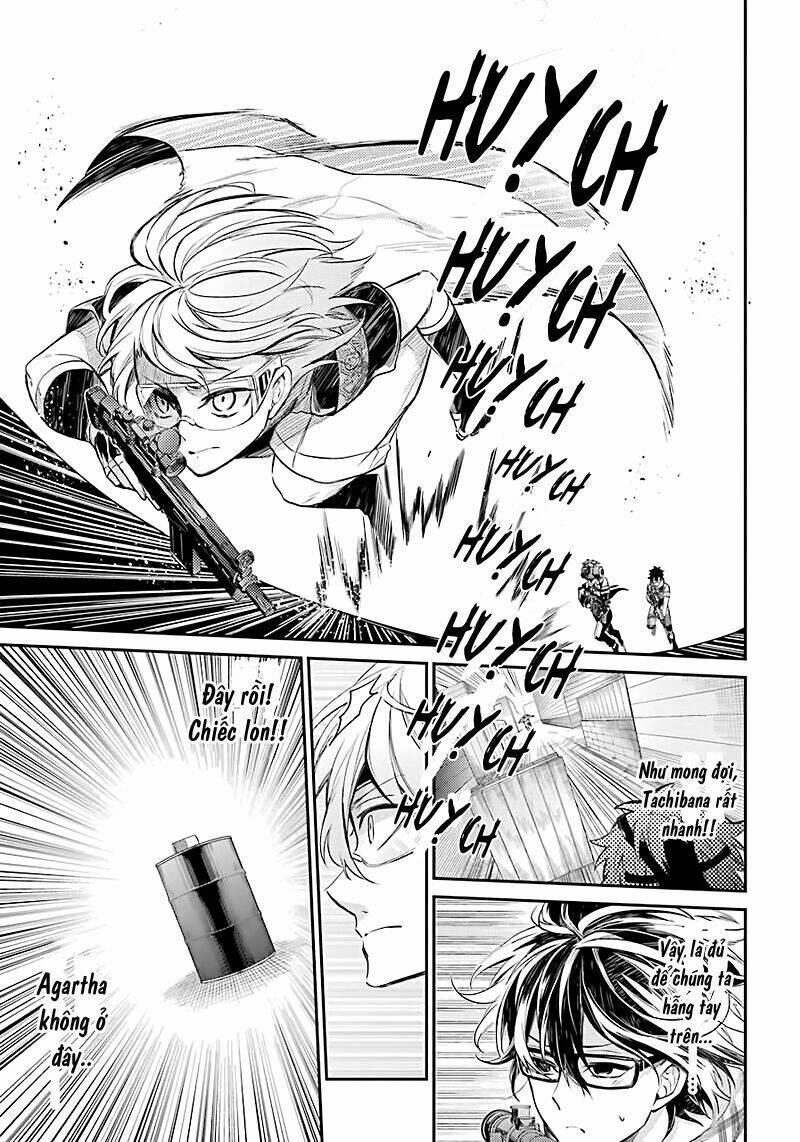 HUỴCH
HUỴCH
HUỴCH
HUỴCH
HUỴCH
HUỴCH
HUỴCH
HUỴCH
Như mong đợi,
Tachibana rất
nhanh!!
Vậy là đủ
để chúng ta
hẫng tay
trên...
Đây rồi!
Chiếc lon!!
Agartha
không ở
đây..